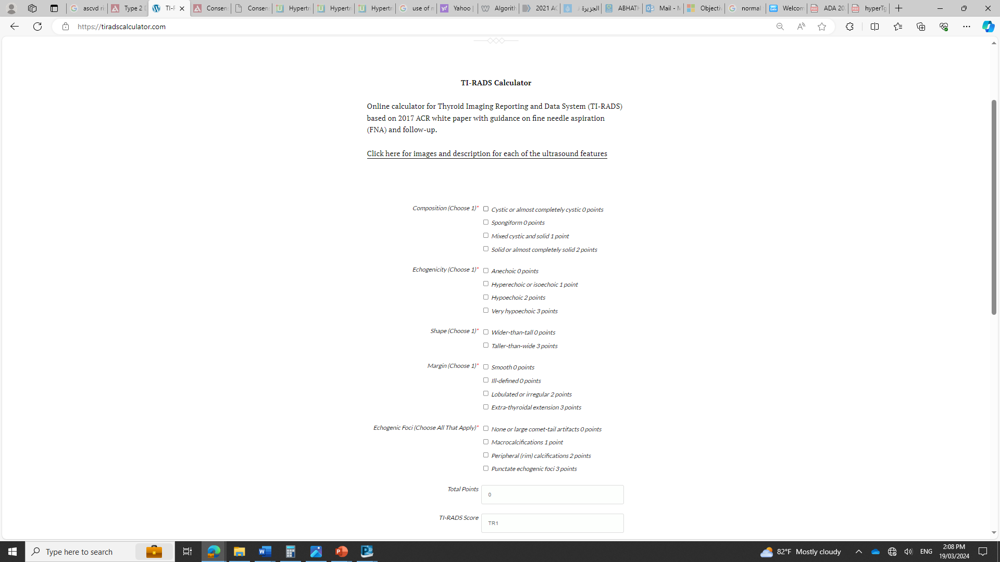 ascvd ri
Type 2 D
TI-R
Consens
Consens
Hypertri
Hypertri
Hypertri
use of n
Yahoo |
Algorith
2021 AC
الجزيرة
ABHATH
Mail - M
Objectiv
normal
Welcom
ADA 20
hyperTg
https://tiradscalculator.com
TI-RADS Calculator
Online calculator for Thyroid Imaging Reporting and Data System (TI-RADS)
based on 2017 ACR white paper with guidance on fine needle aspiration
(FNA) and follow-up.
Click here for images and description for each of the ultrasound features
Composition (Choose 1)*
Cystic or almost completely cystic 0 points
Spongiform 0 points
Mixed cystic and solid 1 point
Solid or almost completely solid 2 points
Echogenicity (Choose 1)*
Anechoic 0 points
Hyperechoic or isoechoic 1 point
Hypoechoic 2 points
Very hypoechoic 3 points
Shape (Choose 1)*
Wider-than-tall 0 points
Taller-than-wide 3 points
Margin (Choose 1)*
Smooth 0 points
Ill-defined 0 points
Lobulated or irregular 2 points
Extra-thyroidal extension 3 points
Echogenic Foci (Choose All That Apply)*
None or large comet-tail artifacts 0 points
Macrocalcifications 1 point
Peripheral (rim) calcifications 2 points
Punctate echogenic foci 3 points
Total Points
0
TI-RADS Score
TR1
Type here to search
82°F Mostly cloudy
ENG
2:08 PM
19/03/2024